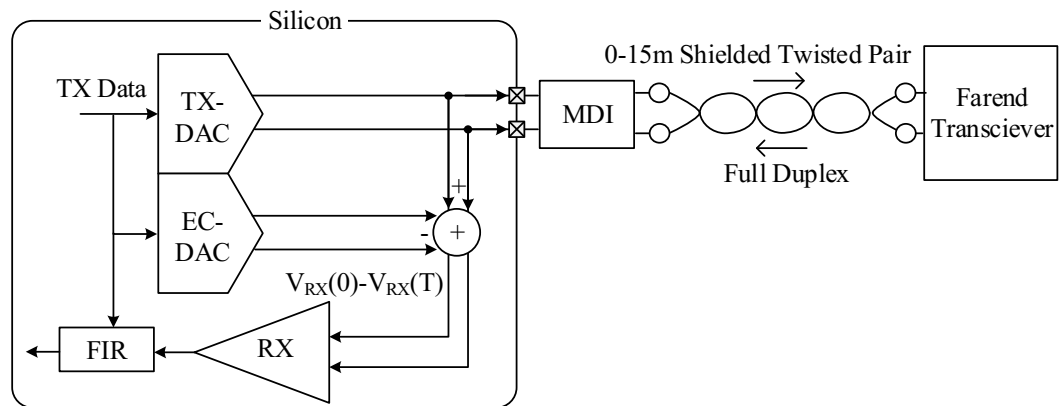 Silicon
0-15m Shielded Twisted Pair
TX Data
TX-
DAC
MDI
Farend
Transciever
Full Duplex
EC-
DAC
+
-
+
V_RX(0)-V_RX(T)
FIR
RX